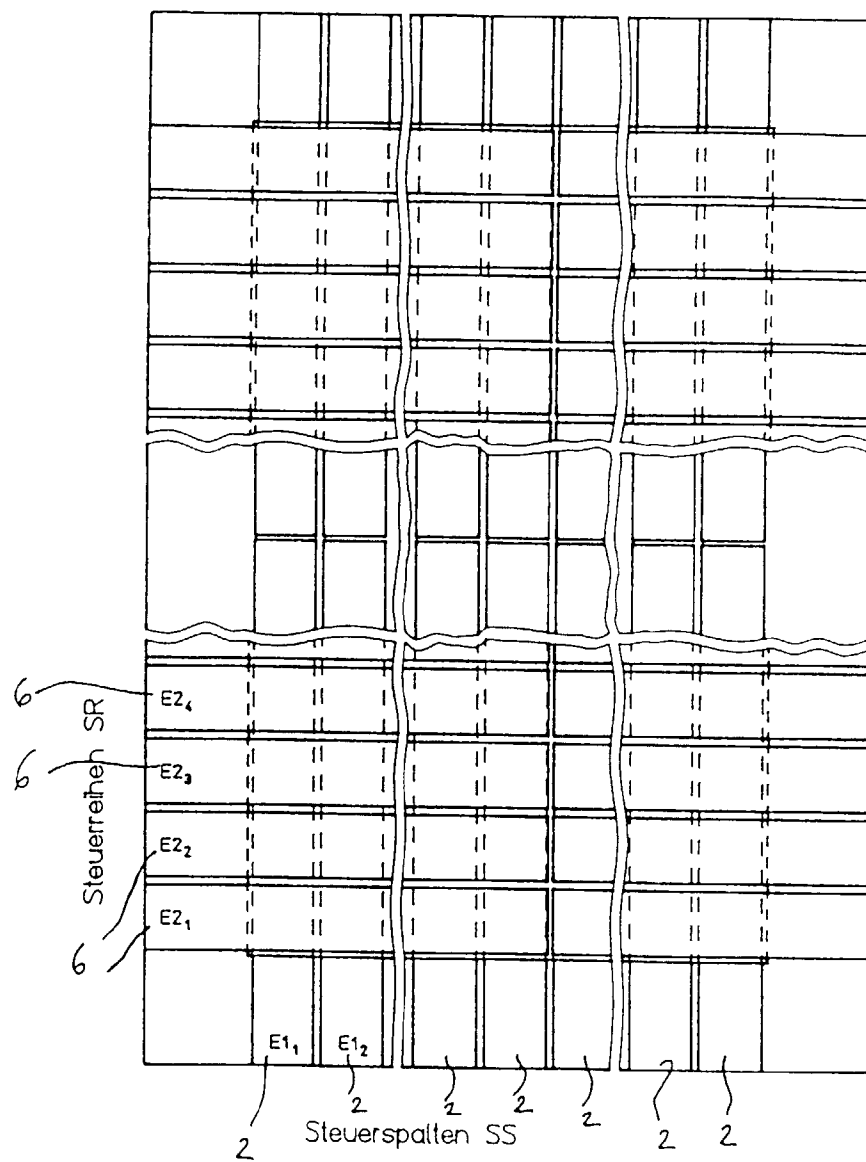 6 E2₄
6 E2₃
E2₂
6 E2₁
Steuerreihen SR
E1₁ E1₂
2 2 2 2 2 2 2
Steuerspalten SS